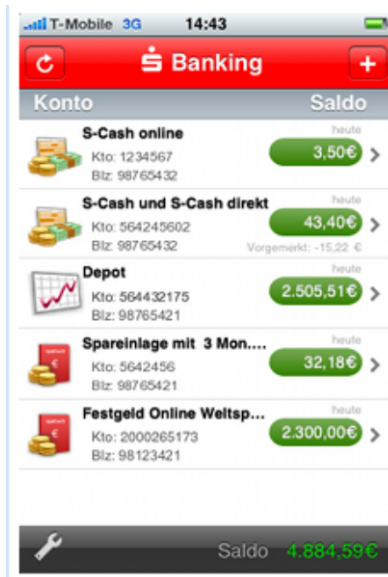 T-Mobile 3G 14:43
Banking
Konto Saldo
S-Cash online heute
Kto: 1234567 3,50€
Blz: 98765432
S-Cash und S-Cash direkt heute
Kto: 564245602 43,40€
Blz: 98765432 Vorgemerkt: -15,22 €
Depot heute
Kto: 564432175 2.505,51€
Blz: 98765421
Spareinlage mit 3 Mon.... heute
Kto: 5642456 32,18€
Blz: 98765421
Festgeld Online Weltsp... heute
Kto: 2000265173 2.300,00€
Blz: 98123421
Saldo 4.884,59€